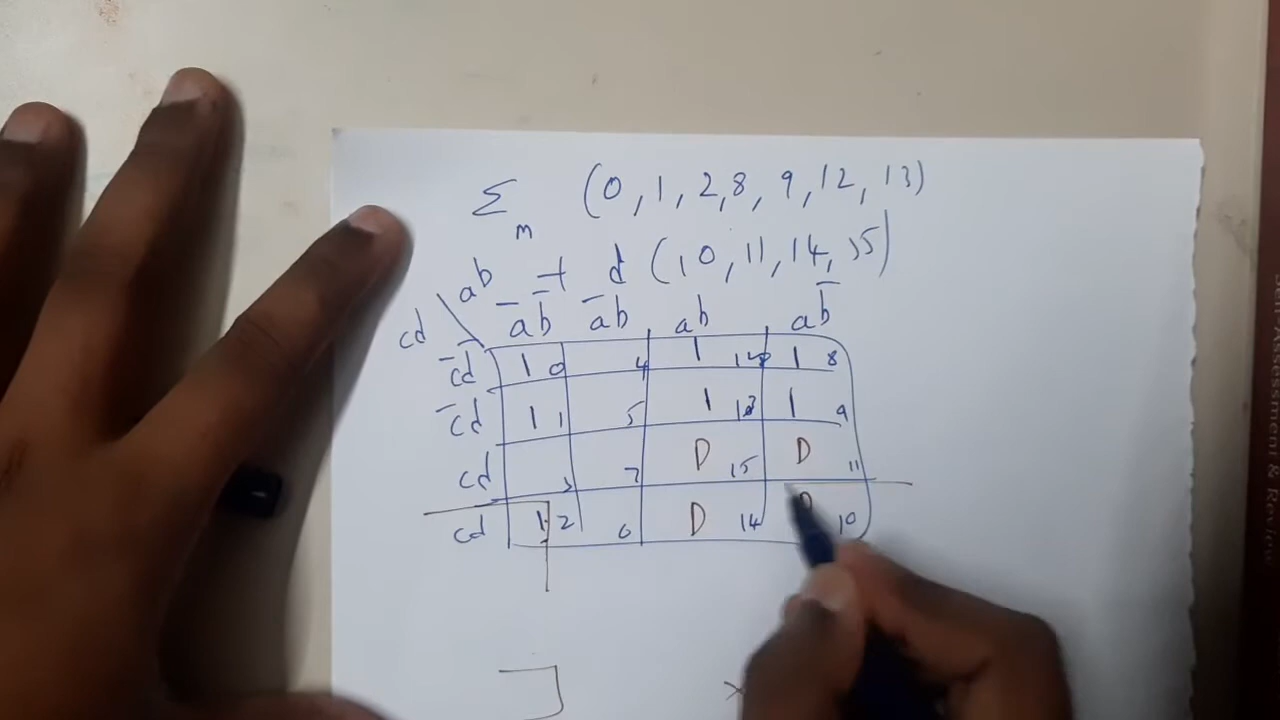 Σm (0, 1, 2, 8, 9, 12, 13)
+ d (10, 11, 14, 15)
ab
cd
a̅b̅ a̅b ab ab̅
c̅d̅ 1 0 4 1 12 1 8
c̅d 1 1 5 1 13 1 9
cd 3 7 D 15 D 11
cd 1 2 6 D 14 D 10